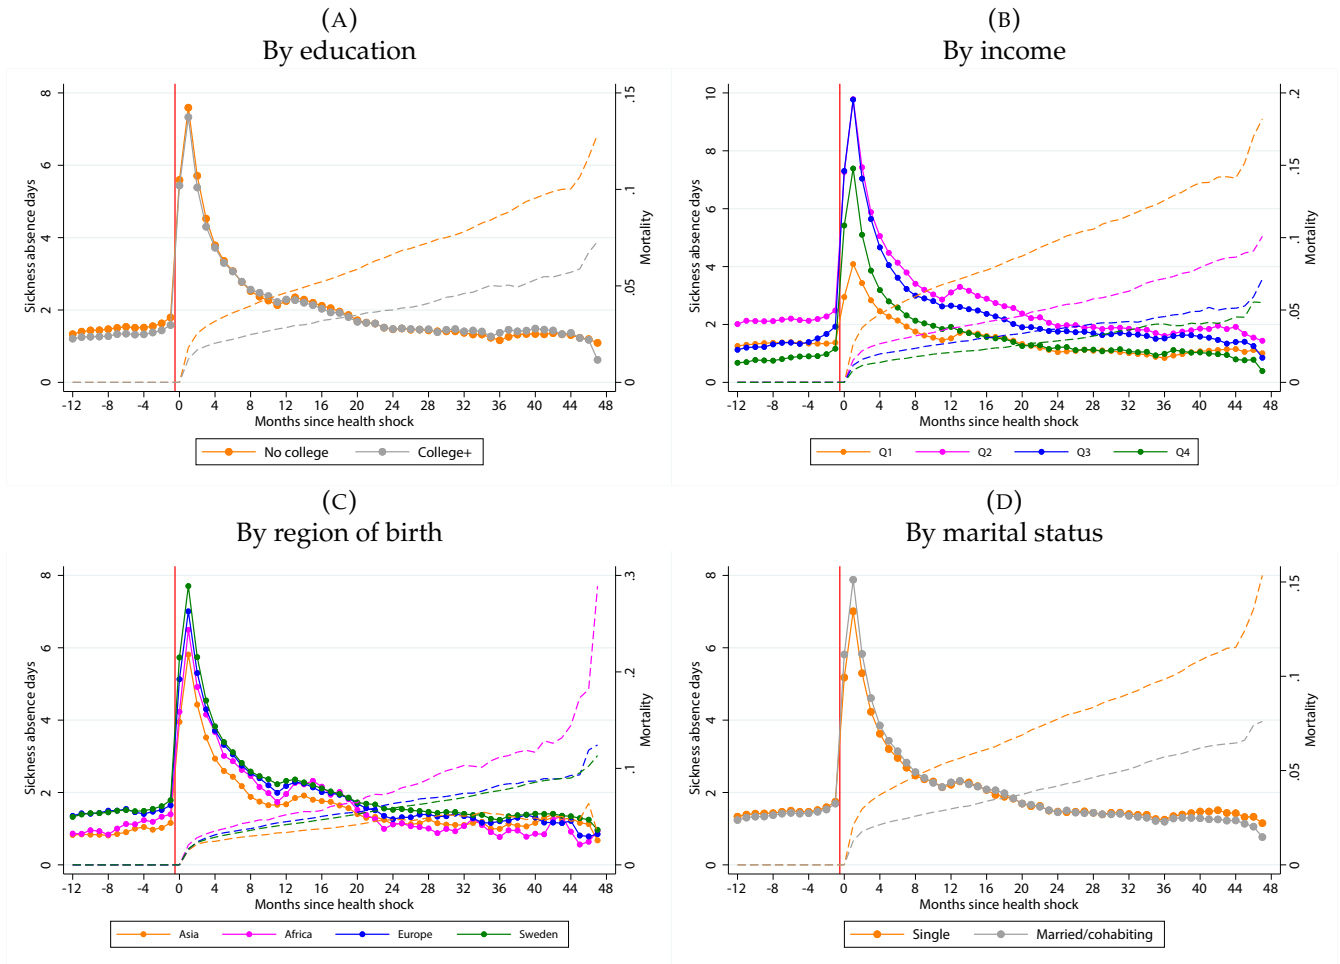 (A)
By education
8
6
4
2
0
Sickness absence days
.15
.1
.05
0
Mortality
-12 -8 -4 0 4 8 12 16 20 24 28 32 36 40 44 48
Months since health shock
No college College+
(B)
By income
10
8
6
4
2
0
Sickness absence days
.2
.15
.1
.05
0
Mortality
-12 -8 -4 0 4 8 12 16 20 24 28 32 36 40 44 48
Months since health shock
Q1 Q2 Q3 Q4
(C)
By region of birth
8
6
4
2
0
Sickness absence days
.3
.2
.1
0
Mortality
-12 -8 -4 0 4 8 12 16 20 24 28 32 36 40 44 48
Months since health shock
Asia Africa Europe Sweden
(D)
By marital status
8
6
4
2
0
Sickness absence days
.15
.1
.05
0
Mortality
-12 -8 -4 0 4 8 12 16 20 24 28 32 36 40 44 48
Months since health shock
Single Married/cohabiting